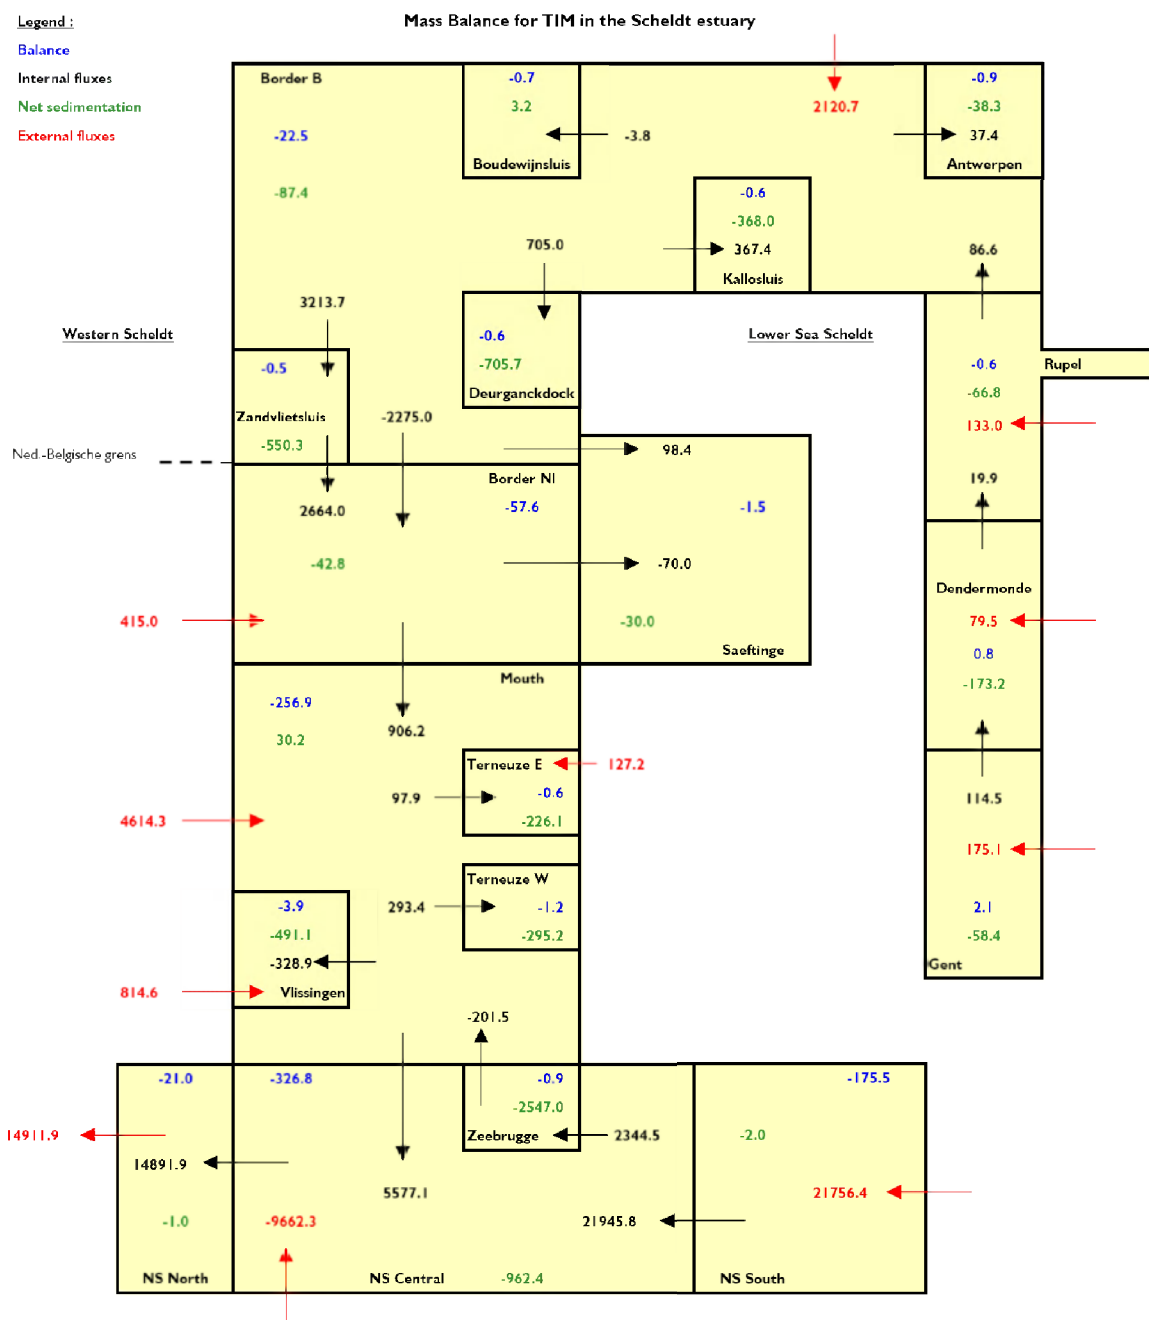 Legend :
Mass Balance for TIM in the Scheldt estuary
Balance
Internal fluxes
Net sedimentation
External fluxes
Border B
-22.5
-87.4
-0.7
3.2
-3.8
Boudewijnsluis
2120.7
-0.9
-38.3
37.4
Antwerpen
-0.6
-368.0
367.4
Kallosluis
705.0
86.6
3213.7
Western Scheldt
Lower Sea Scheldt
-0.6
-705.7
Deurganckdock
-0.5
Zandvlietsluis
-550.3
-2275.0
Rupel
-0.6
-66.8
133.0
19.9
Ned.-Belgische grens
98.4
Border Nl
2664.0
-57.6
-1.5
-42.8
-70.0
415.0
-30.0
Saeftinge
Dendermonde
79.5
0.8
-173.2
Mouth
-256.9
30.2
906.2
Terneuze E
127.2
97.9
-0.6
-226.1
4614.3
114.5
175.1
2.1
-58.4
Gent
Terneuze W
293.4
-1.2
-295.2
-3.9
-491.1
-328.9
Vlissingen
814.6
-201.5
-21.0
-326.8
-0.9
-2547.0
Zeebrugge
2344.5
-175.5
-2.0
14911.9
14891.9
5577.1
21756.4
-1.0
-9662.3
21945.8
NS North
NS Central
-962.4
NS South